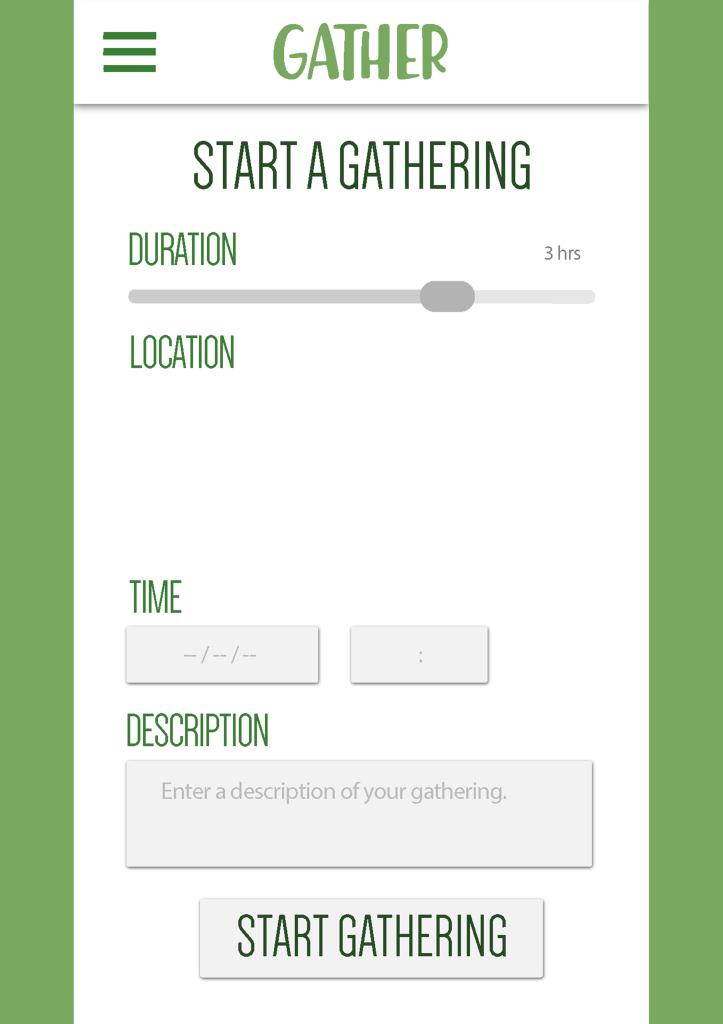 GATHER
START A GATHERING
DURATION
3 hrs
LOCATION
TIME
-- / -- / --
:
DESCRIPTION
Enter a description of your gathering.
START GATHERING